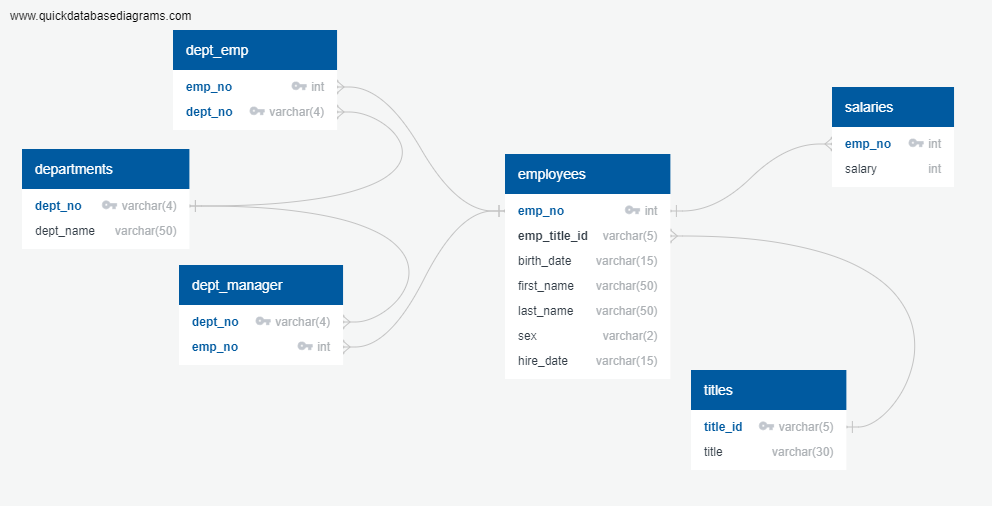 www.quickdatabasediagrams.com
dept_emp
emp_no int
dept_no varchar(4)
departments
dept_no varchar(4)
dept_name varchar(50)
dept_manager
dept_no varchar(4)
emp_no int
employees
emp_no int
emp_title_id varchar(5)
birth_date varchar(15)
first_name varchar(50)
last_name varchar(50)
sex varchar(2)
hire_date varchar(15)
salaries
emp_no int
salary int
titles
title_id varchar(5)
title varchar(30)